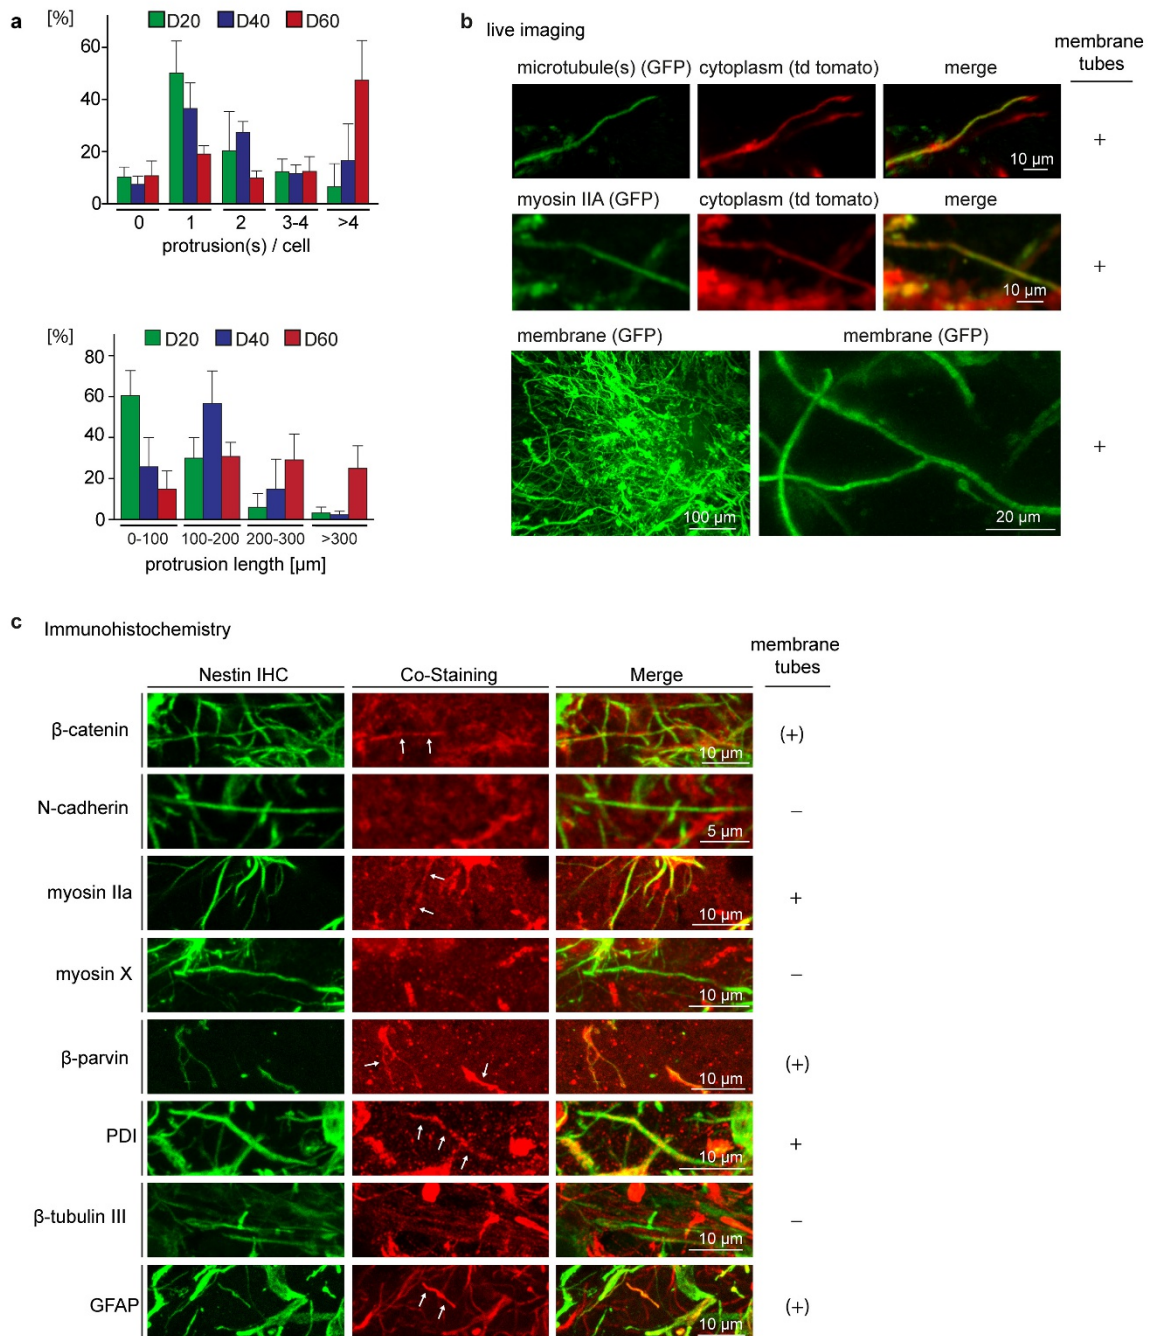 a
[%]
D20 D40 D60
60
40
20
0
0 1 2 3-4 >4
protrusion(s) / cell
[%]
D20 D40 D60
80
60
40
20
0
0-100 100-200 200-300 >300
protrusion length [µm]
b
live imaging
membrane
tubes
microtubule(s) (GFP) cytoplasm (td tomato) merge
10 µm
+
myosin IIA (GFP) cytoplasm (td tomato) merge
10 µm
+
membrane (GFP) membrane (GFP)
100 µm
20 µm
+
c
Immunohistochemistry
membrane
tubes
Nestin IHC Co-Staining Merge
β-catenin
10 µm
(+)
N-cadherin
5 µm
–
myosin IIa
10 µm
+
myosin X
10 µm
–
β-parvin
10 µm
(+)
PDI
10 µm
+
β-tubulin III
10 µm
–
GFAP
10 µm
(+)